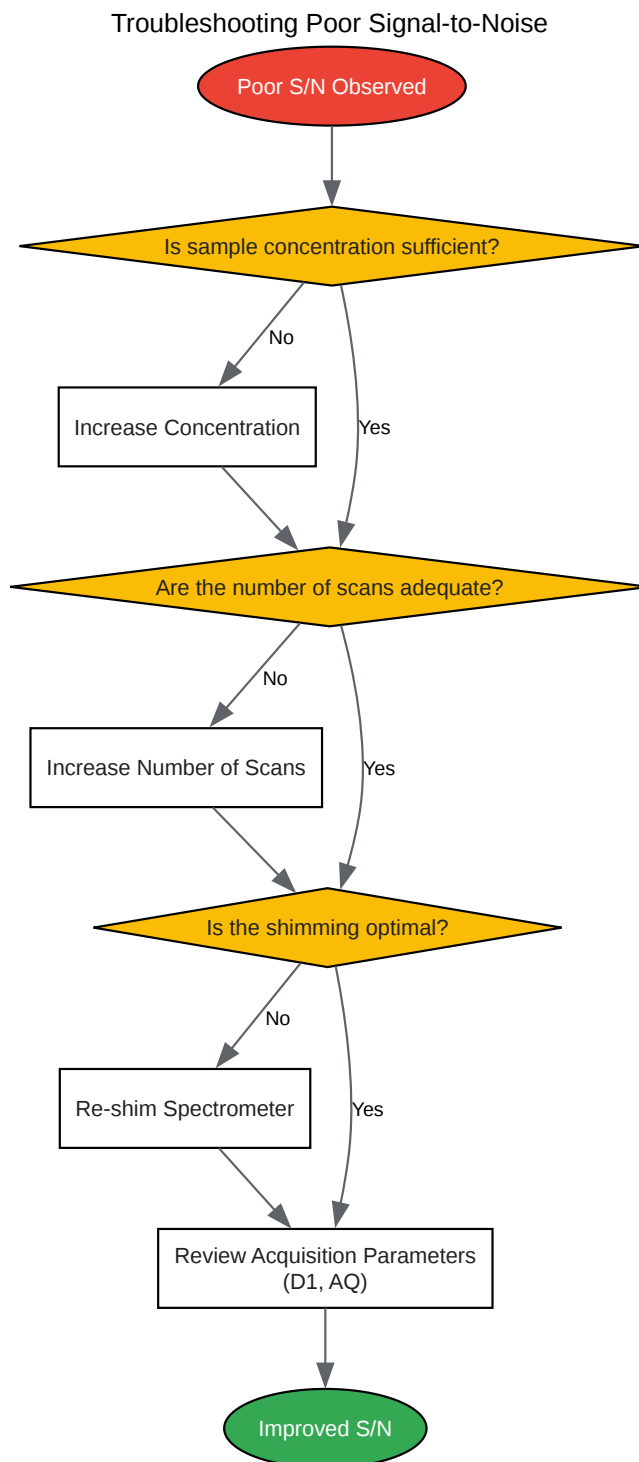 Troubleshooting Poor Signal-to-Noise
Poor S/N Observed
Is sample concentration sufficient?
No
Increase Concentration
Yes
Are the number of scans adequate?
No
Increase Number of Scans
Yes
Is the shimming optimal?
No
Re-shim Spectrometer
Yes
Review Acquisition Parameters
(D1, AQ)
Improved S/N